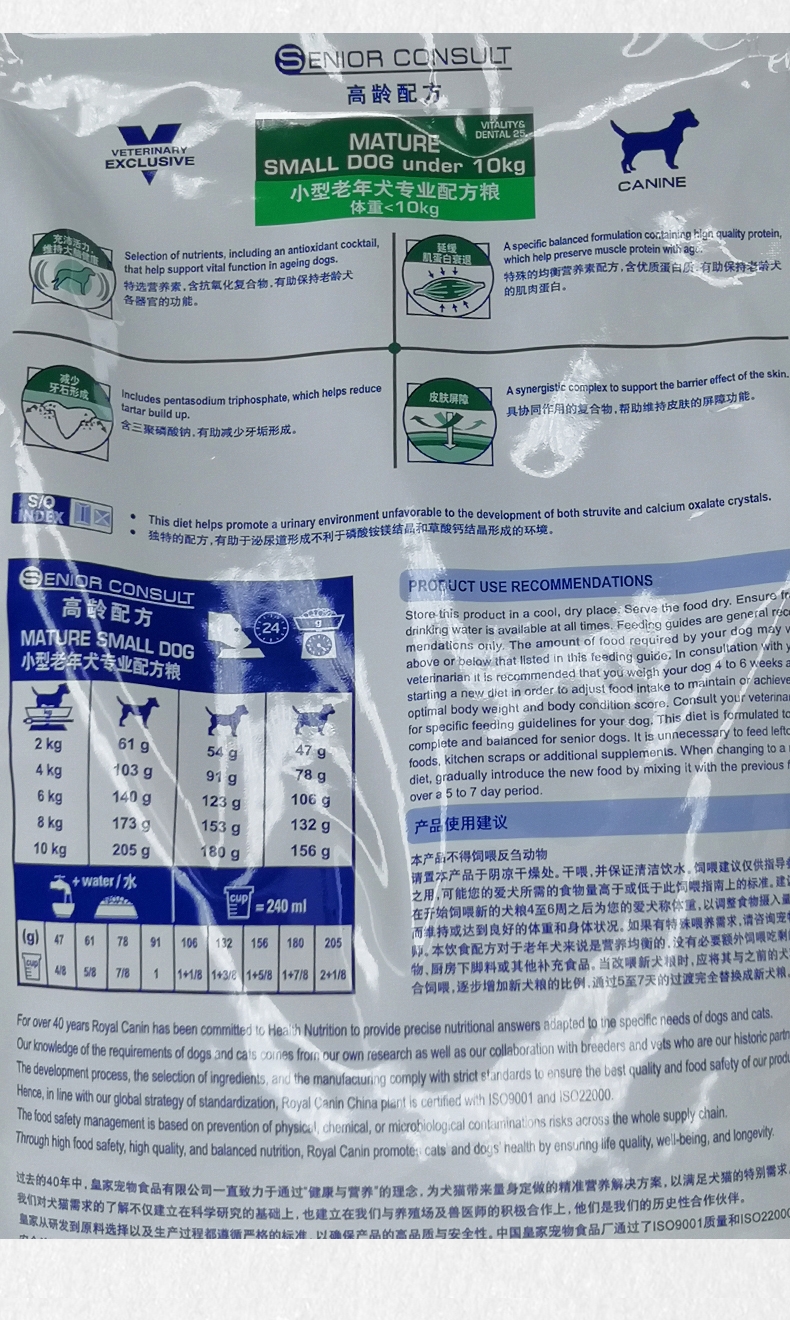 SENIOR CONSULT
高龄配方
VETERINARY
EXCLUSIVE
VITALITY&
DENTAL 25
MATURE
SMALL DOG under 10kg
小型老年犬专业配方粮
体重<10kg
CANINE
充沛活力
Selection of nutrients, including an antioxidant cocktail,
that help support vital function in ageing dogs.
特选营养素,含抗氧化复合物,有助保持老龄犬
各器官的功能。
延缓
肌蛋白衰退
A specific balanced formulation containing high quality protein,
which help preserve muscle protein with age.
特殊的均衡营养素配方,含优质蛋白质,有助保持老龄犬
的肌肉蛋白。
减少
牙石形成
Includes pentasodium triphosphate, which helps reduce
tartar build up.
含三聚磷酸钠,有助减少牙垢形成。
皮肤屏障
A synergistic complex to support the barrier effect of the skin.
具协同作用的复合物,帮助维持皮肤的屏障功能。
S/O
INDEX
• This diet helps promote a urinary environment unfavorable to the development of both struvite and calcium oxalate crystals.
• 独特的配方,有助于泌尿道形成不利于磷酸铵镁结晶和草酸钙结晶形成的环境。
SENIOR CONSULT
高龄配方
MATURE SMALL DOG
小型老年犬专业配方粮
24
g
2 kg 61 g 54 g 47 g
4 kg 103 g 91 g 78 g
6 kg 140 g 123 g 106 g
8 kg 173 g 153 g 132 g
10 kg 205 g 180 g 156 g
+water / 水
cup = 240 ml
(g) 47 61 78 91 106 132 156 180 205
cup 4/8 5/8 7/8 1 1+1/8 1+3/8 1+5/8 1+7/8 2+1/8
PRODUCT USE RECOMMENDATIONS
Store this product in a cool, dry place. Serve the food dry. Ensure
drinking water is available at all times. Feeding guides are general
mendations only. The amount of food required by your dog may
above or below that listed in this feeding guide. In consultation with
veterinarian it is recommended that you weigh your dog 4 to 6 weeks
starting a new diet in order to adjust food intake to maintain or achieve
optimal body weight and body condition score. Consult your
for specific feeding guidelines for your dog. This diet is formulated
complete and balanced for senior dogs. It is unnecessary to feed
foods, kitchen scraps or additional supplements. When changing to a
diet, gradually introduce the new food by mixing it with the previous
over a 5 to 7 day period.
产品使用建议
本产品不得饲喂反刍动物
请置本产品于阴凉干燥处。干喂,并保证清洁饮水。饲喂建议仅供指导
之用,可能您的爱犬所需的食物量高于或低于此饲喂指南上的标准。建
在开始饲喂新的犬粮4至6周之后为您的爱犬称体重,以调整食物摄入量
而维持或达到良好的体重和身体状况。如果有特殊喂养需求,请咨询宠
师。本饮食配方对于老年犬来说是营养均衡的,没有必要额外饲喂吃剩
物,厨房下脚料或其他补充食品。当改喂新犬粮时,应将其与之前的犬
合饲喂,逐步增加新犬粮的比例,通过5至7天的过渡完全替换成新犬粮。
For over 40 years Royal Canin has been committed to Health Nutrition to provide precise nutritional answers adapted to the specific needs of dogs and cats.
Our knowledge of the requirements of dogs and cats comes from our own research as well as our collaboration with breeders and vets who are our historic
The development process, the selection of ingredients, and the manufacturing comply with strict standards to ensure the best quality and food safety of our
Hence, in line with our global strategy of standardization, Royal Canin China plant is certified with ISO9001 and ISO22000.
The food safety management is based on prevention of physical, chemical, or microbiological contaminations risks across the whole supply chain.
Through high food safety, high quality, and balanced nutrition, Royal Canin promotes cats' and dogs' health by ensuring life quality, well-being, and longevity.
过去的40年中,皇家宠物食品有限公司一直致力于通过“健康与营养”的理念,为犬猫带来量身定做的精准营养解决方案,以满足犬猫的特别需求。
我们对犬猫需求的了解不仅建立在科学研究的基础上,也建立在我们与养殖场及兽医师的积极合作上,他们是我们的历史性合作伙伴。
皇家从研发到原料选择以及生产过程都遵循严格的标准,以确保产品的高品质与安全性。中国皇家宠物食品厂通过了ISO9001质量和ISO22000